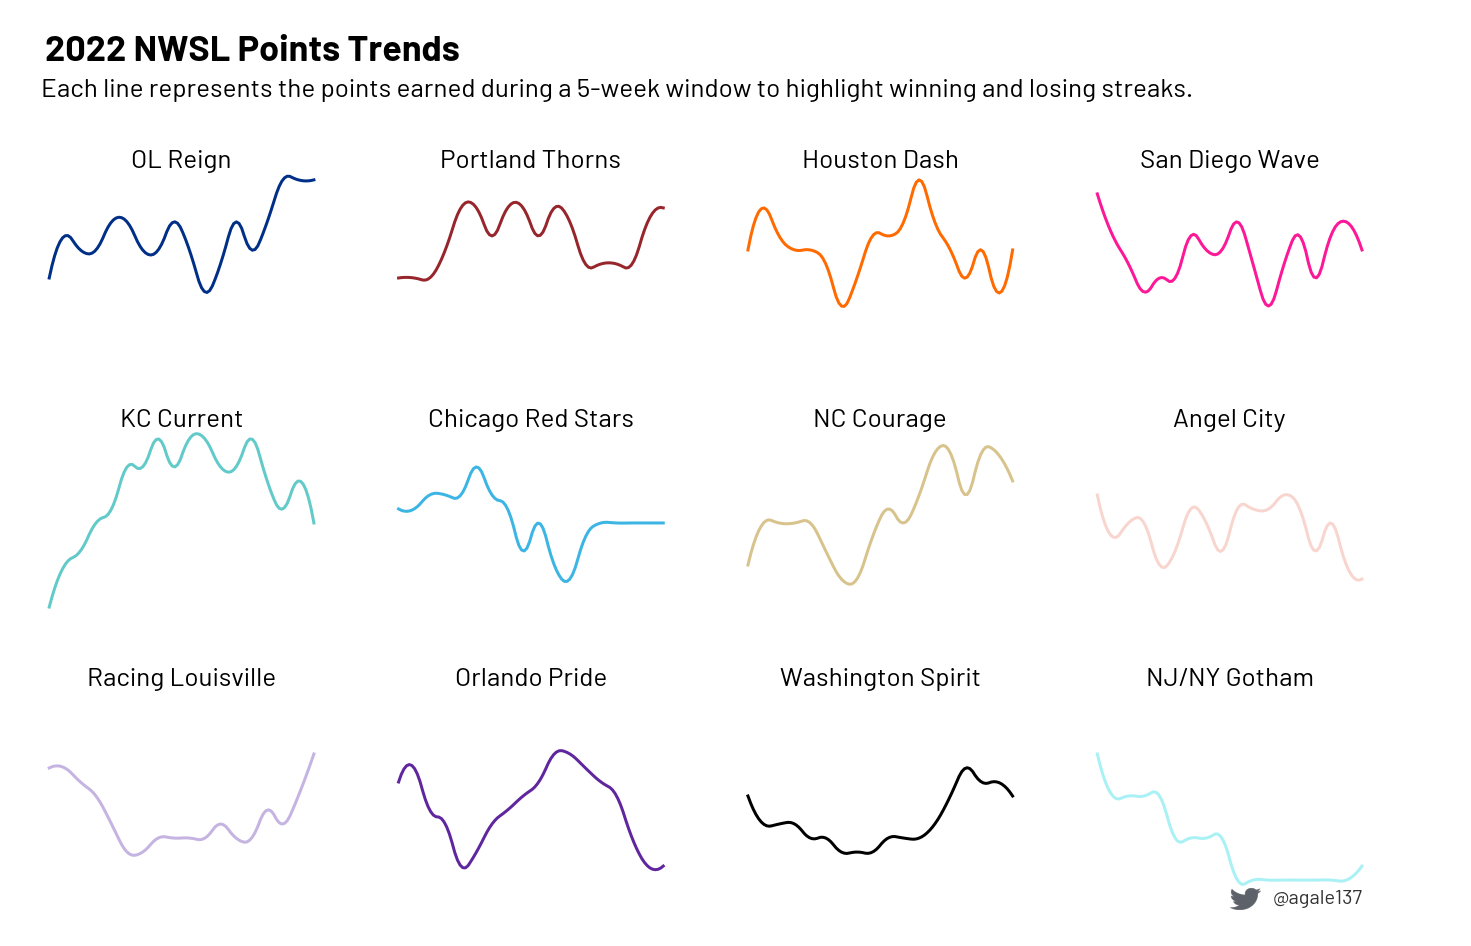 2022 NWSL Points Trends
Each line represents the points earned during a 5-week window to highlight winning and losing streaks.
OL Reign
Portland Thorns
Houston Dash
San Diego Wave
KC Current
Chicago Red Stars
NC Courage
Angel City
Racing Louisville
Orlando Pride
Washington Spirit
NJ/NY Gotham
@agale137